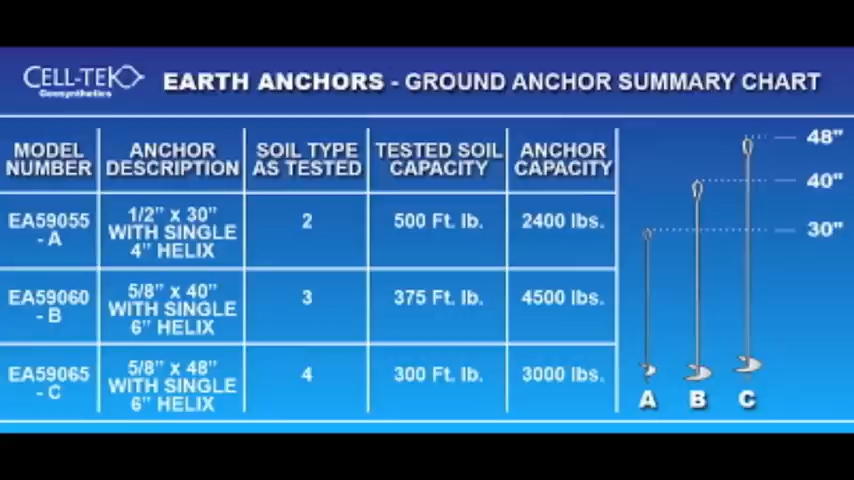 CELL-TEK
Geosynthetics
EARTH ANCHORS - GROUND ANCHOR SUMMARY CHART
MODEL NUMBER
ANCHOR DESCRIPTION
SOIL TYPE AS TESTED
TESTED SOIL CAPACITY
ANCHOR CAPACITY
EA59055 - A
1/2" x 30" WITH SINGLE 4" HELIX
2
500 Ft. lb.
2400 lbs.
EA59060 - B
5/8" x 40" WITH SINGLE 6" HELIX
3
375 Ft. lb.
4500 lbs.
EA59065 - C
5/8" x 48" WITH SINGLE 6" HELIX
4
300 Ft. lb.
3000 lbs.
48"
40"
30"
A B C